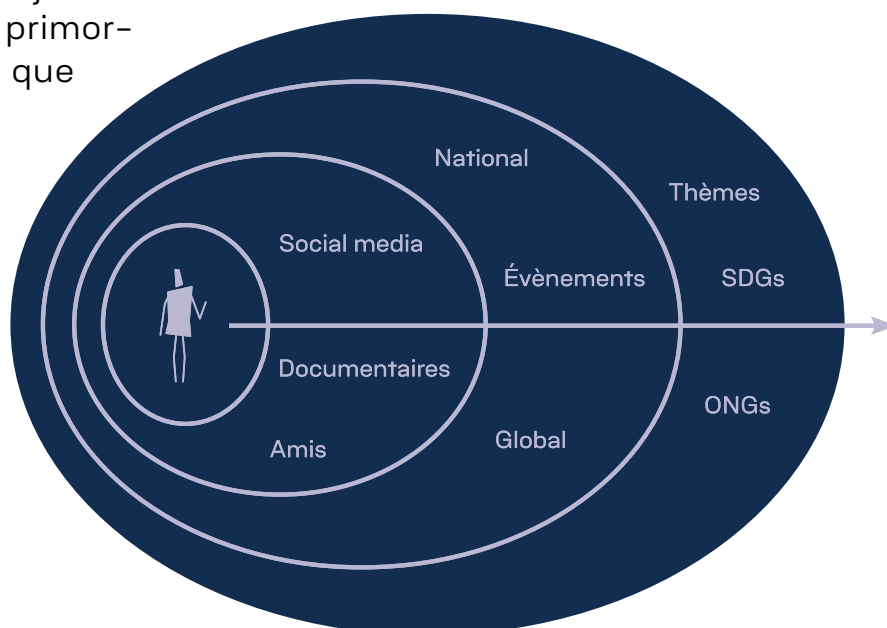 primor-
que
National
Thèmes
Social media
Évènements
SDGs
Documentaires
ONGs
Global
Amis